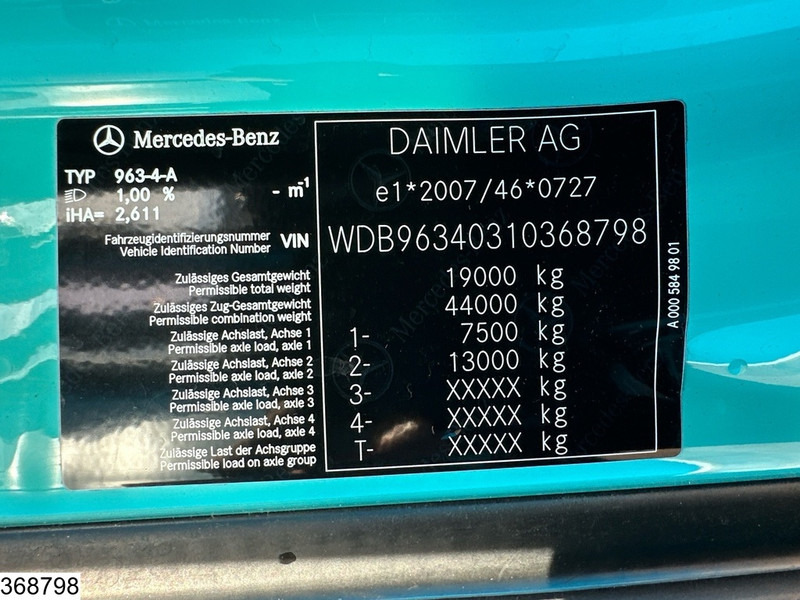 Mercedes-Benz
DAIMLER AG
TYP 963-4-A
1,00 % - m-1
iHA= 2,611
e1*2007/46*0727
Fahrzeugidentifizierungsnummer
Vehicle Identification Number
VIN WDB96340310368798
Zulässiges Gesamtgewicht
Permissible total weight
19000 kg
Zulässiges Zug-Gesamtgewicht
Permissible combination weight
44000 kg
Zulässige Achslast, Achse 1
Permissible axle load, axle 1
1- 7500 kg
Zulässige Achslast, Achse 2
Permissible axle load, axle 2
2- 13000 kg
Zulässige Achslast, Achse 3
Permissible axle load, axle 3
3- XXXXX kg
Zulässige Achslast, Achse 4
Permissible axle load, axle 4
4- XXXXX kg
Zulässige Last der Achsgruppe
Permissible load on axle group
T- XXXXX kg
A 000 584 98 01
368798